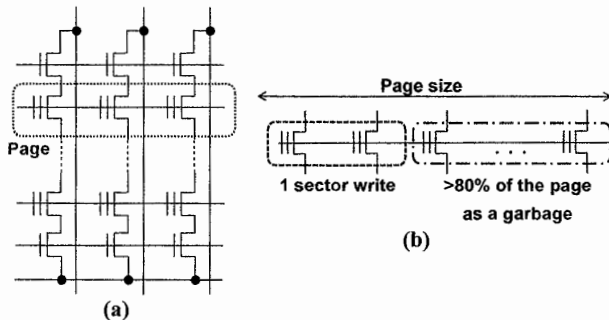 Page
(a)
Page size
1 sector write
>80% of the page
as a garbage
. . .
(b)